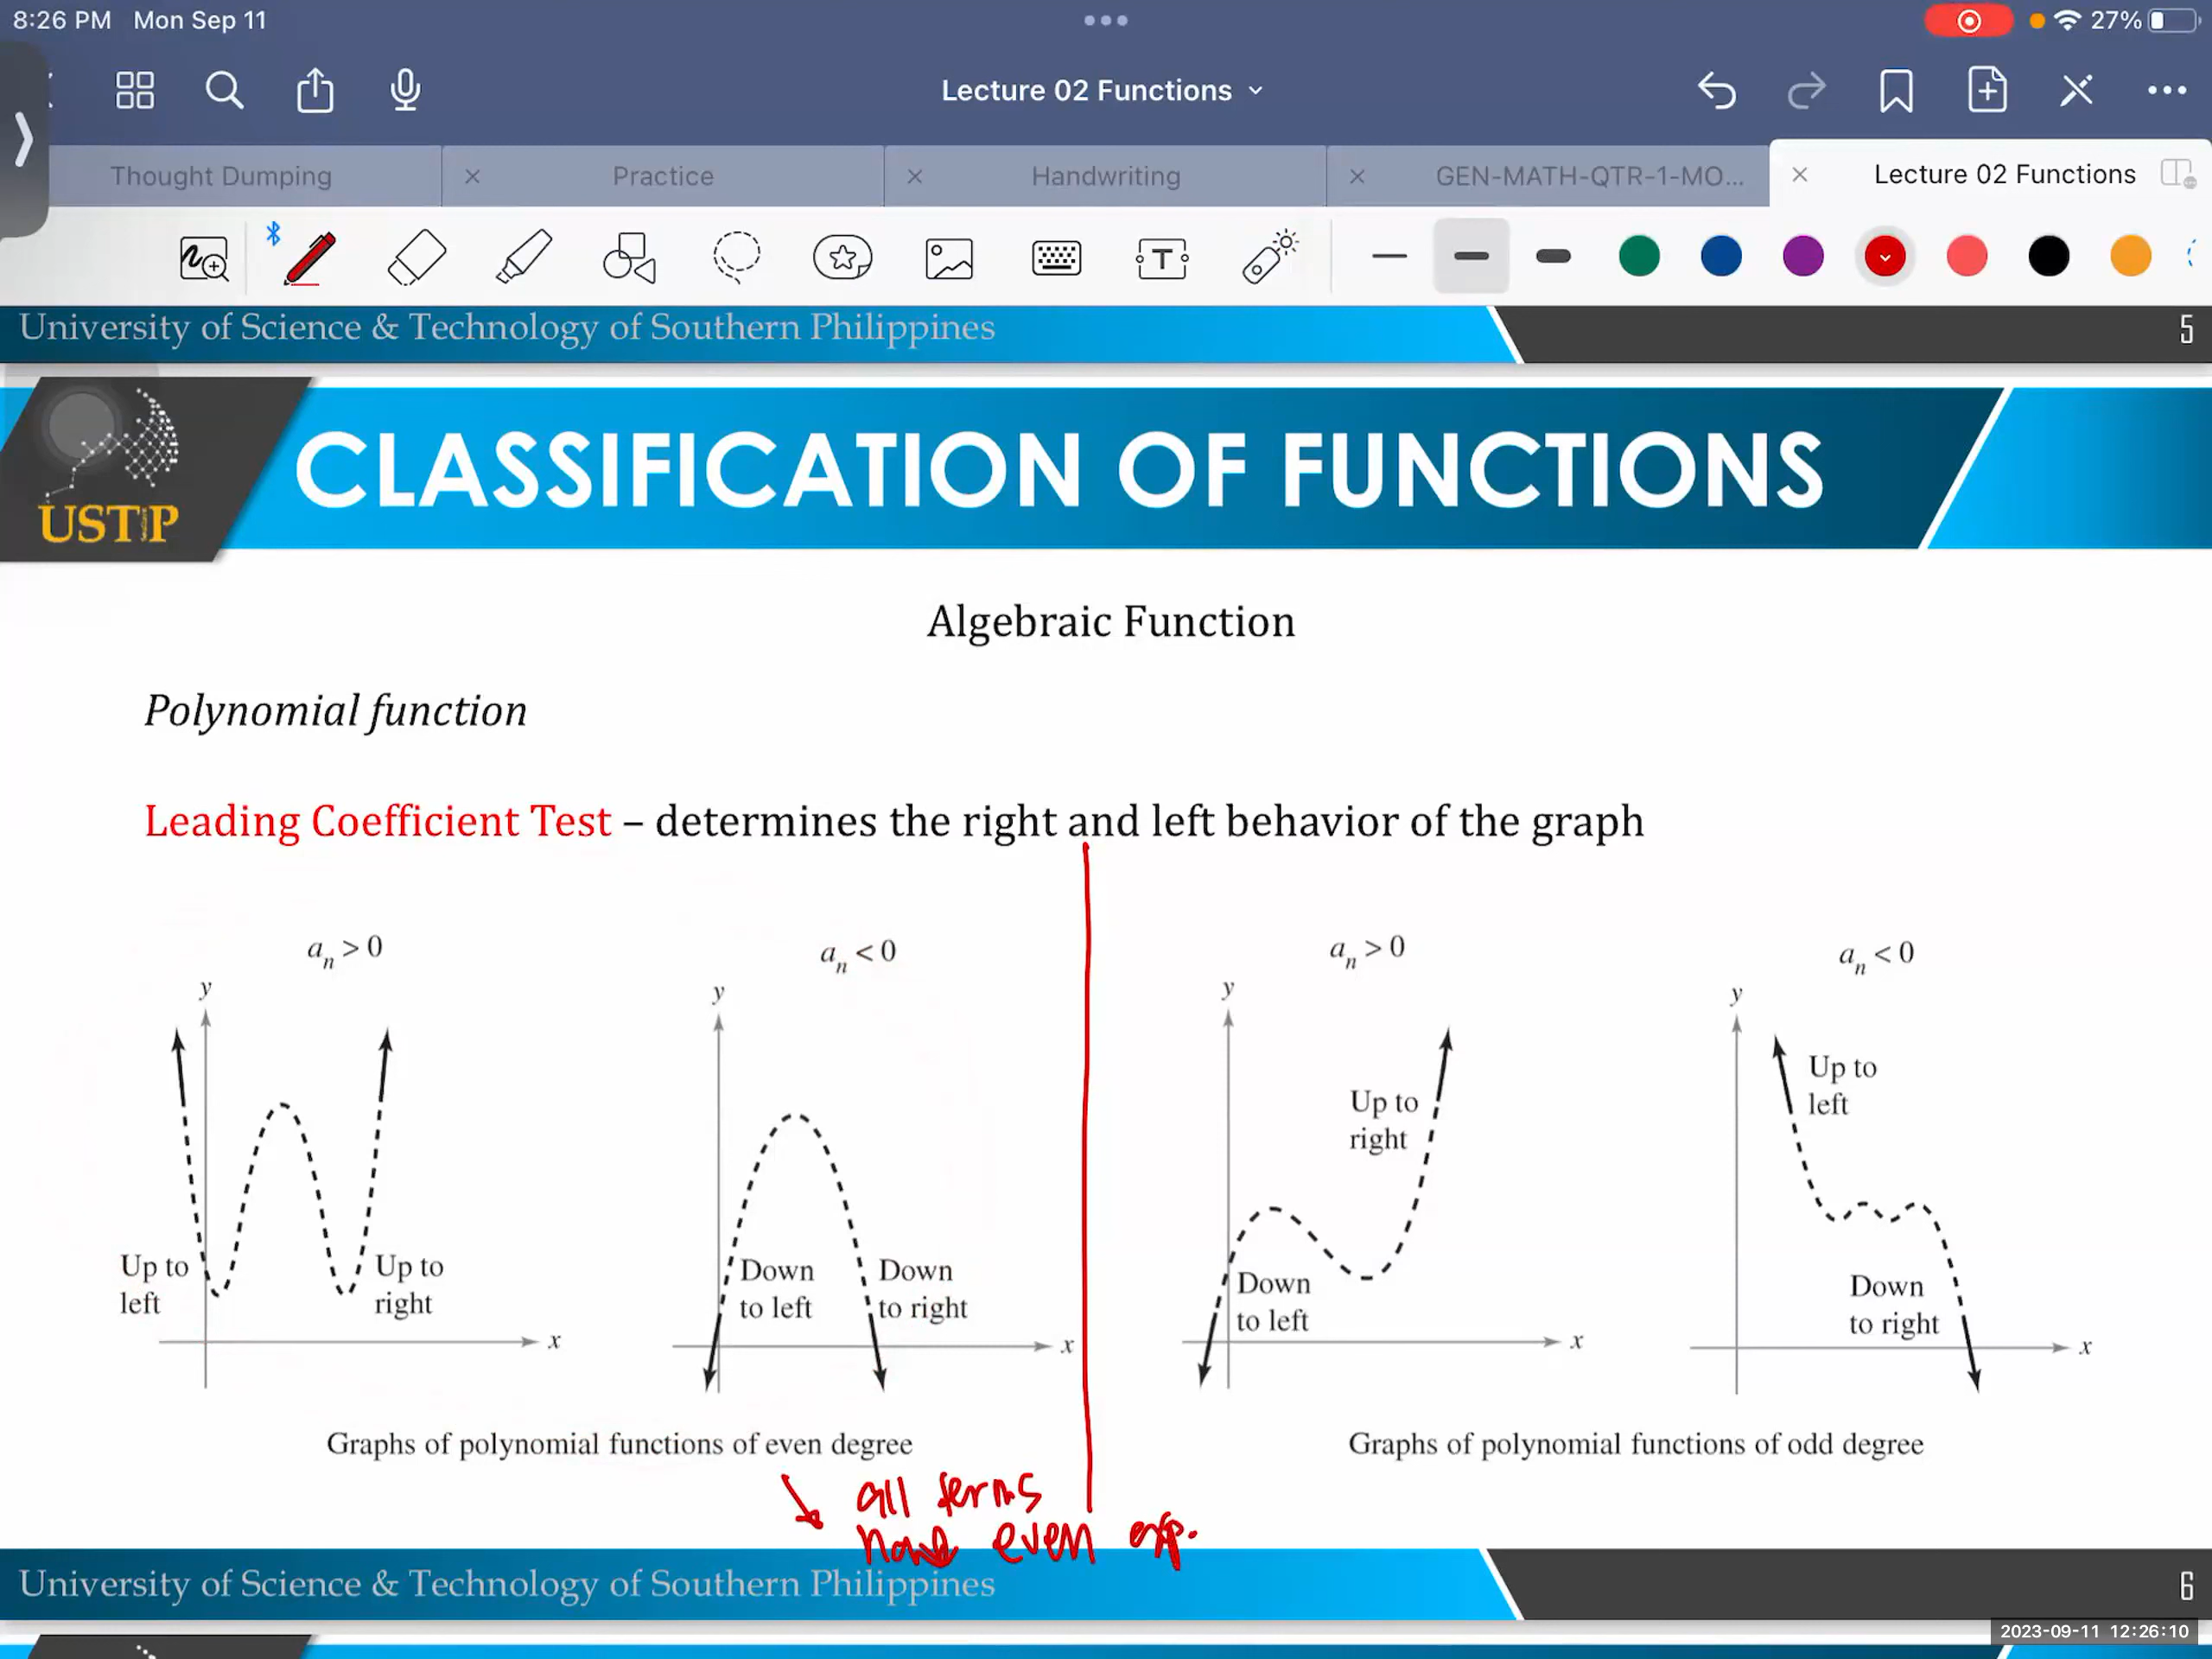 8:26 PM Mon Sep 11
27%
Lecture 02 Functions
Thought Dumping
Practice
Handwriting
GEN-MATH-QTR-1-MO...
Lecture 02 Functions
University of Science & Technology of Southern Philippines
5
USTP
CLASSIFICATION OF FUNCTIONS
Algebraic Function
Polynomial function
Leading Coefficient Test – determines the right and left behavior of the graph
aₙ > 0
y
Up to
left
Up to
right
x
aₙ < 0
y
Down
to left
Down
to right
x
Graphs of polynomial functions of even degree
aₙ > 0
y
Up to
right
Down
to left
x
aₙ < 0
y
Up to
left
Down
to right
x
Graphs of polynomial functions of odd degree
all terms
have even exp.
University of Science & Technology of Southern Philippines
6
2023-09-11 12:26:10